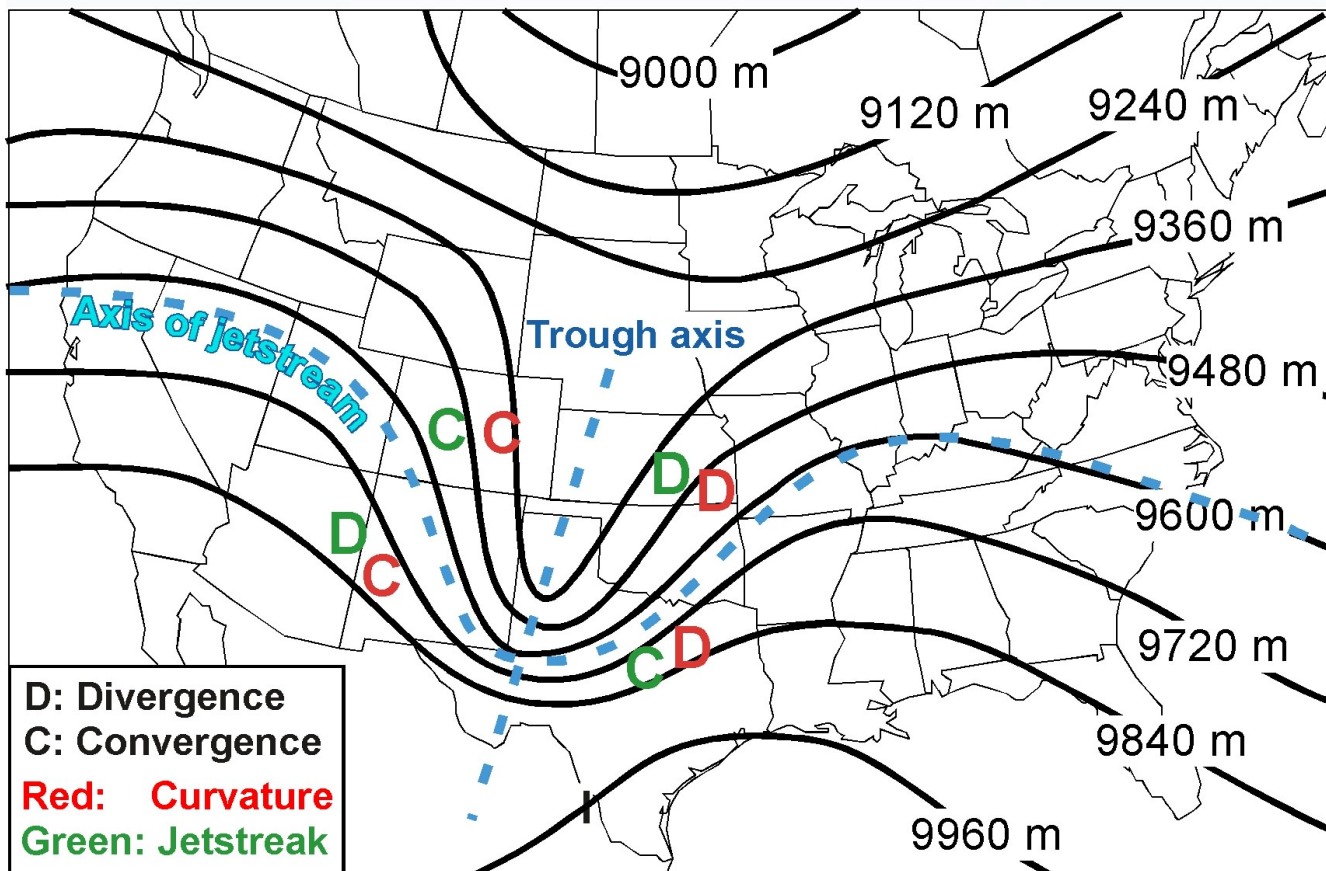 9000 m
9120 m
9240 m
9360 m
Axis of jetstream
Trough axis
9480 m
C C
D D
9600 m
D
C
D
C
9720 m
D: Divergence
C: Convergence
Red: Curvature
Green: Jetstreak
9840 m
I
9960 m